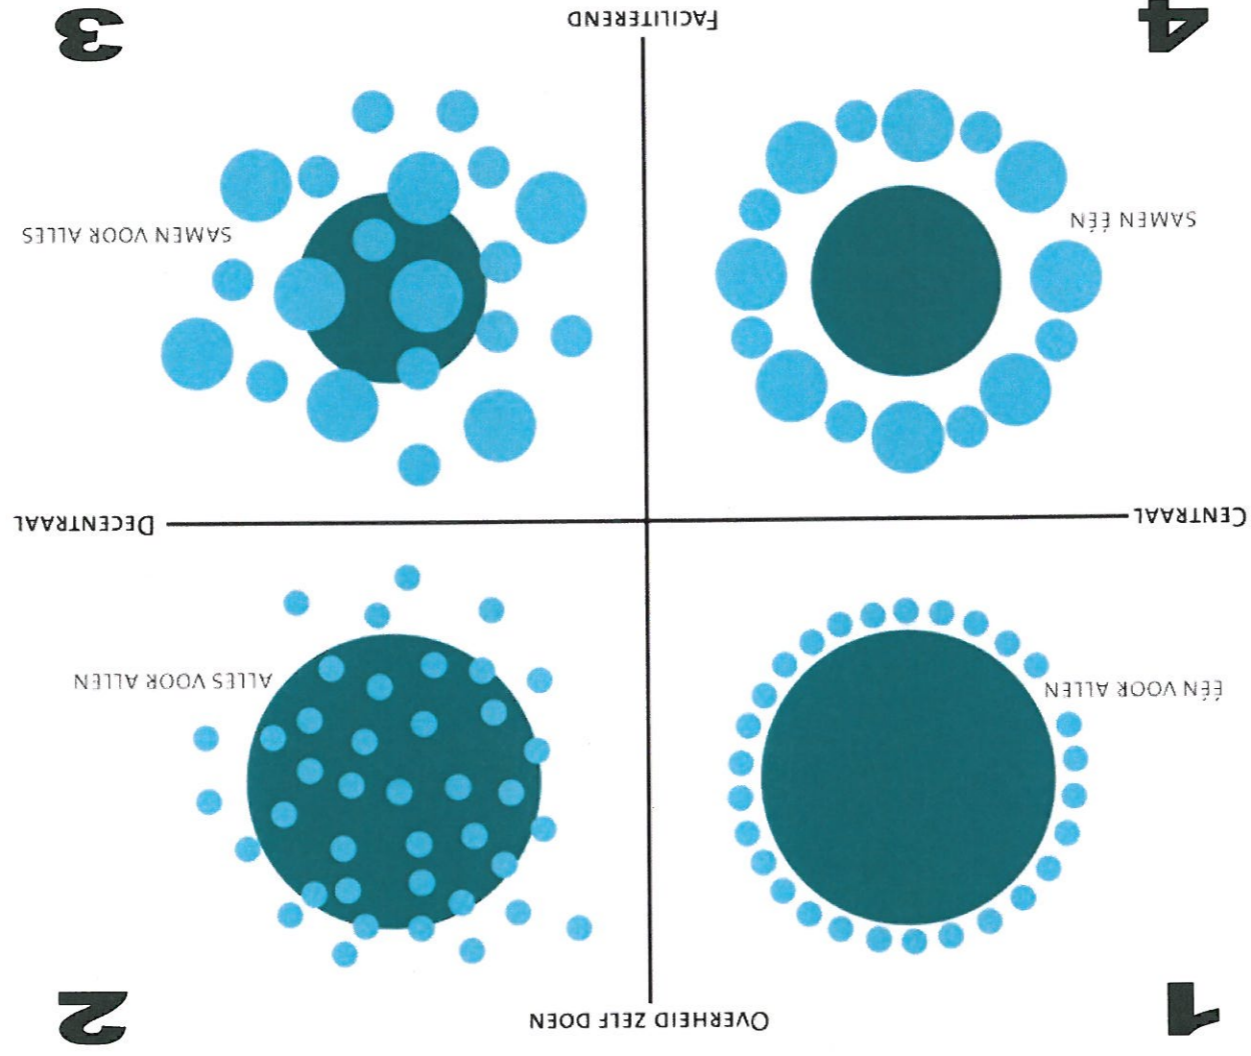 1
OVERHEID ZELF DOEN
2
ÉÉN VOOR ALLEN
ALLES VOOR ALLEN
CENTRAAL
DECENTRAAL
SAMEN ÉÉN
SAMEN VOOR ALLES
4
FACILITEREND
3